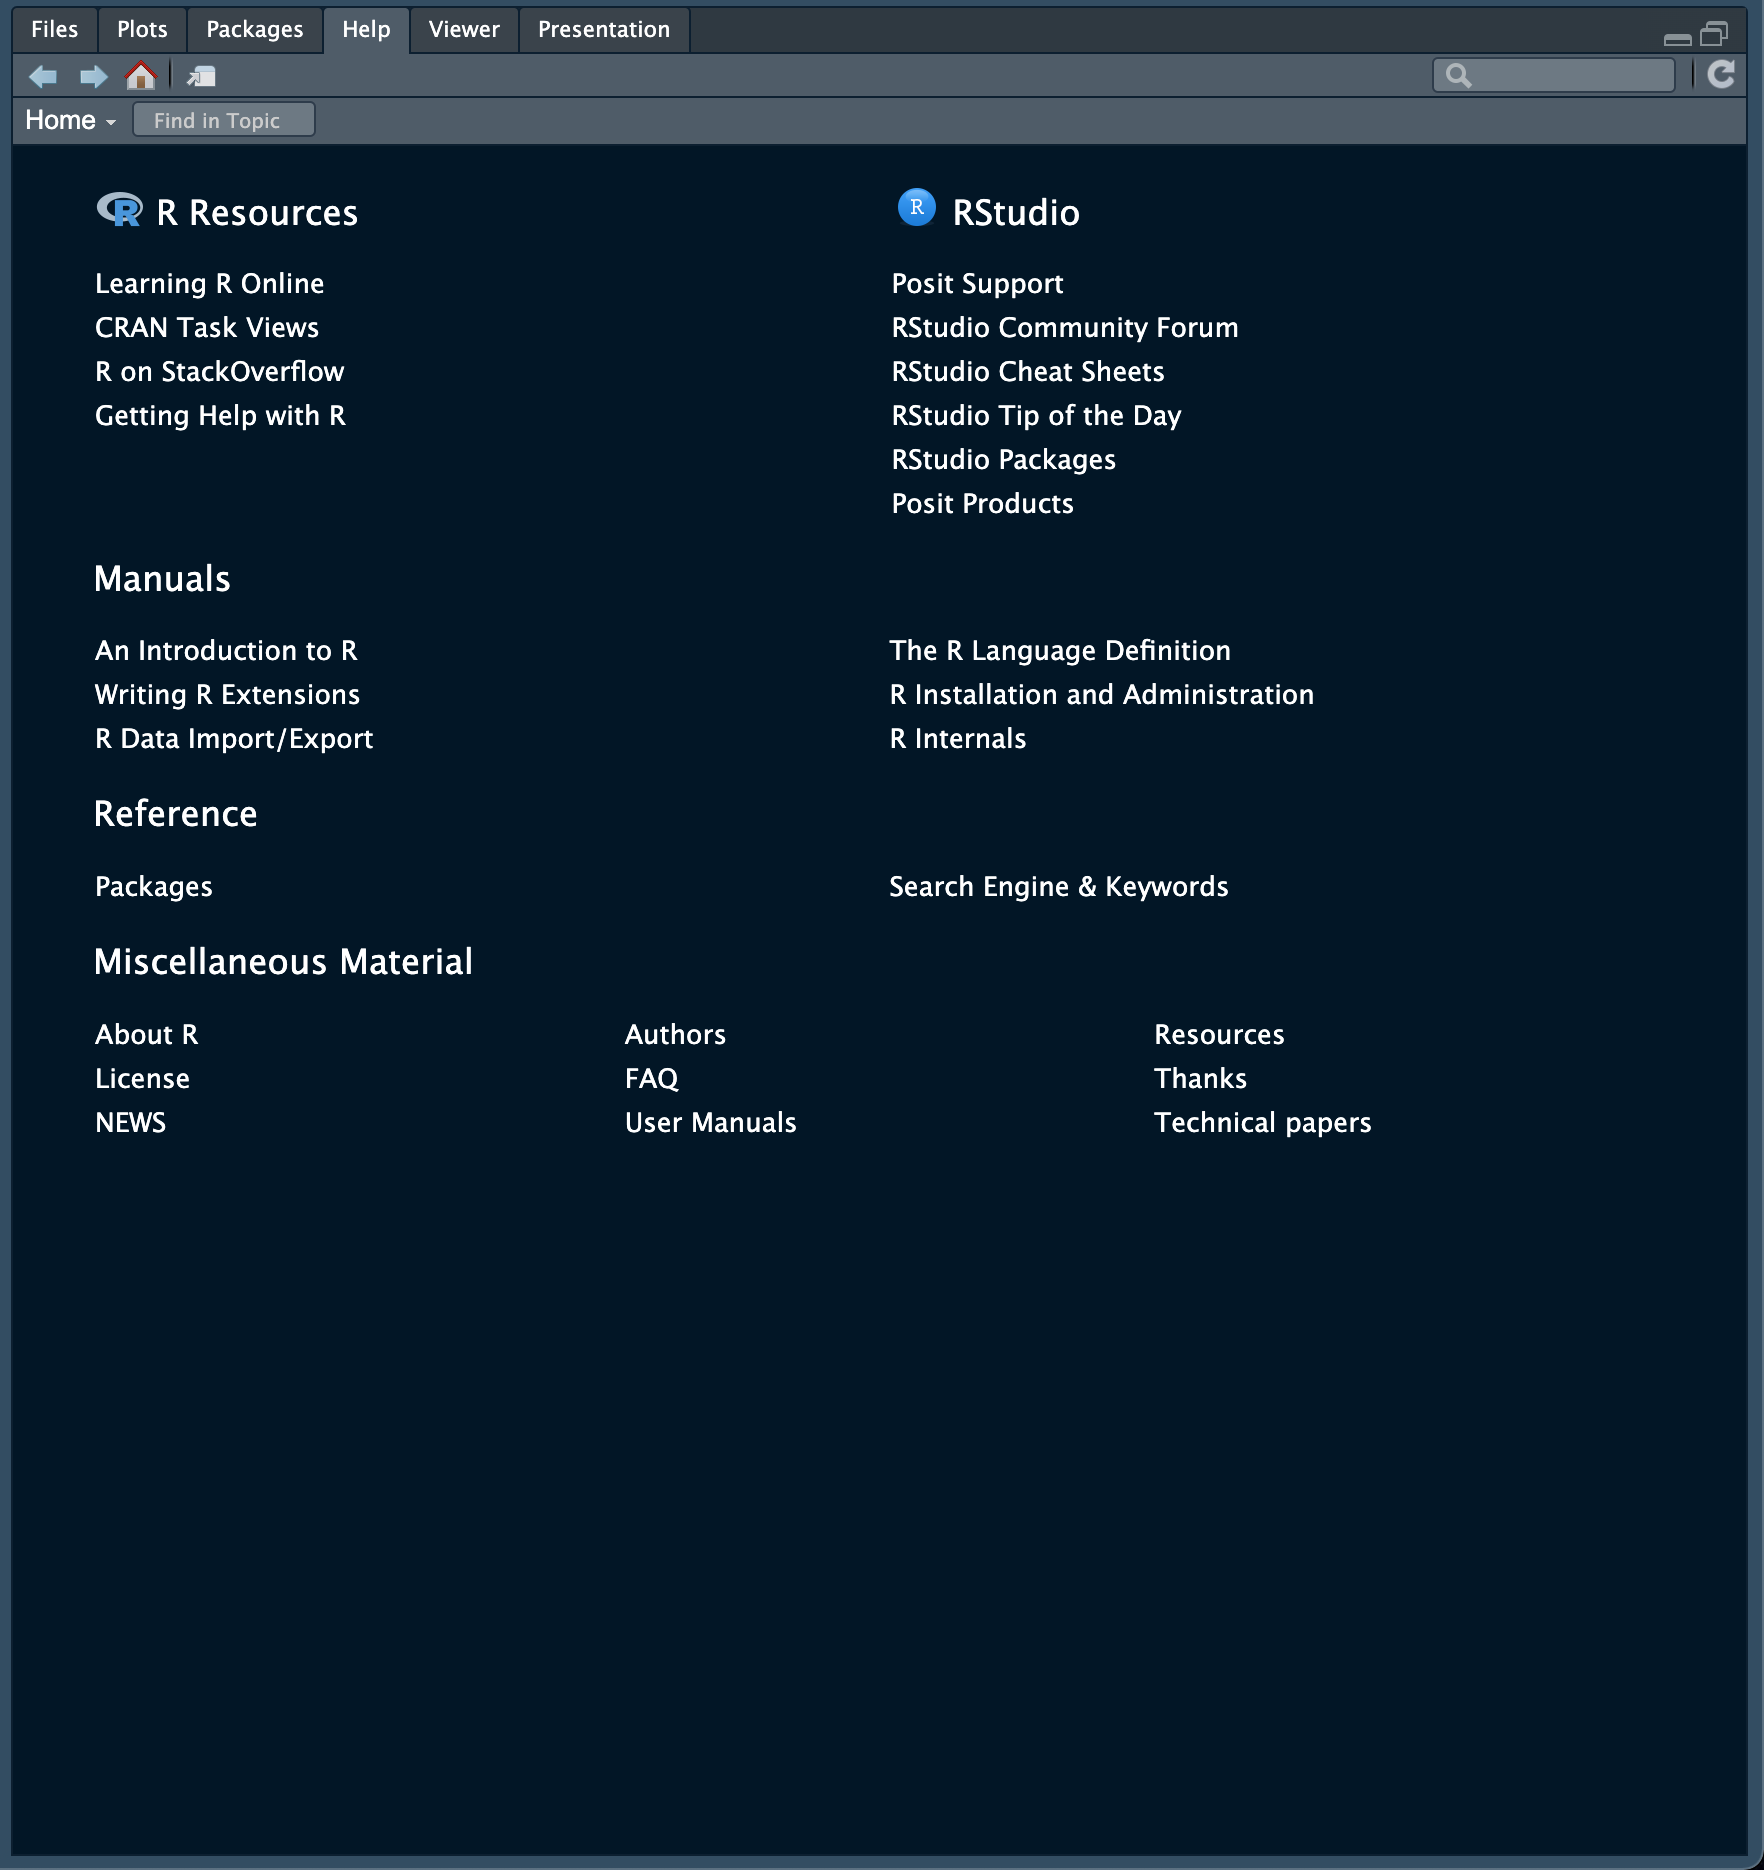 Files Plots Packages Help Viewer Presentation
Home Find in Topic
R R Resources
Learning R Online
CRAN Task Views
R on StackOverflow
Getting Help with R
R RStudio
Posit Support
RStudio Community Forum
RStudio Cheat Sheets
RStudio Tip of the Day
RStudio Packages
Posit Products
Manuals
An Introduction to R
Writing R Extensions
R Data Import/Export
The R Language Definition
R Installation and Administration
R Internals
Reference
Packages
Search Engine & Keywords
Miscellaneous Material
About R
License
NEWS
Authors
FAQ
User Manuals
Resources
Thanks
Technical papers